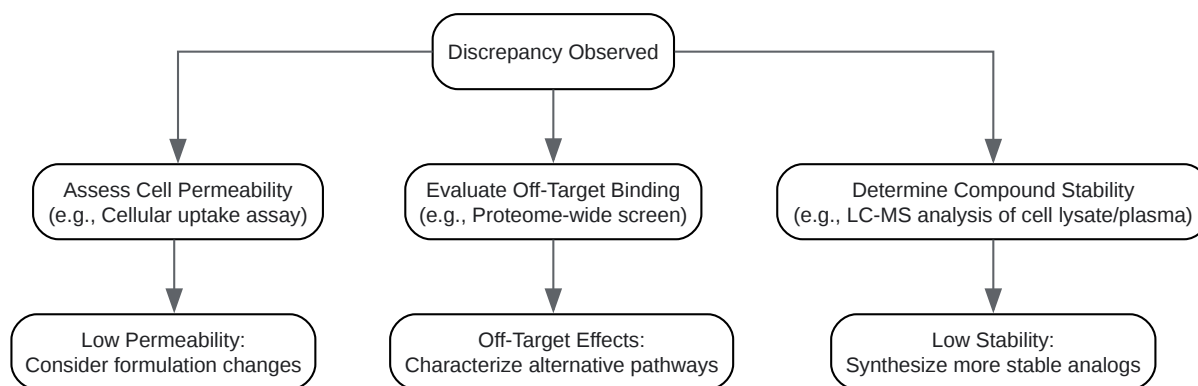 Discrepancy Observed
Assess Cell Permeability
(e.g., Cellular uptake assay)
Evaluate Off-Target Binding
(e.g., Proteome-wide screen)
Determine Compound Stability
(e.g., LC-MS analysis of cell lysate/plasma)
Low Permeability:
Consider formulation changes
Off-Target Effects:
Characterize alternative pathways
Low Stability:
Synthesize more stable analogs